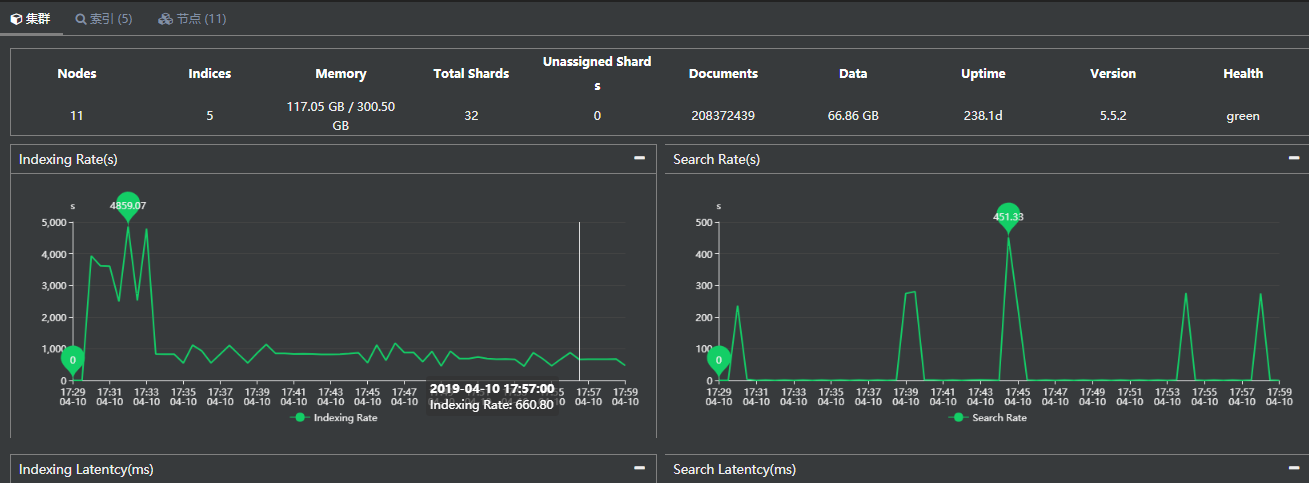 集群 索引 (5) 节点 (11)
Nodes Indices Memory Total Shards Unassigned Shard
s Documents Data Uptime Version Health
11 5 117.05 GB / 300.50
GB 32 0 208372439 66.86 GB 238.1d 5.5.2 green
Indexing Rate(s)
s
4859.07
5,000
4,000
3,000
2,000
1,000
0
0
17:29 17:31 17:33 17:35 17:37 17:39 17:41 17:43 17:45 17:47 17:57 17:59
04-10 04-10 04-10 04-10 04-10 04-10 04-10 04-10 04-10 04-10 04-10 04-10
2019-04-10 17:57:00
Indexing Rate: 660.80
Indexing Rate
Search Rate(s)
s
451.33
500
400
300
200
100
0
0
17:29 17:31 17:33 17:35 17:37 17:39 17:41 17:43 17:45 17:47 17:49 17:51 17:53 17:55 17:57 17:59
04-10 04-10 04-10 04-10 04-10 04-10 04-10 04-10 04-10 04-10 04-10 04-10 04-10 04-10 04-10 04-10
Search Rate
Indexing Latentcy(ms)
Search Latentcy(ms)